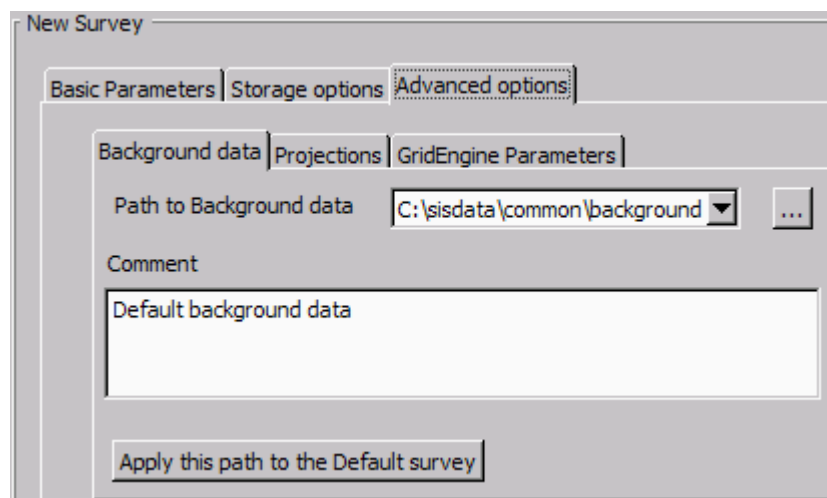 New Survey
Basic Parameters Storage options Advanced options
Background data Projections GridEngine Parameters
Path to Background data C:\sisdata\common\background ...
Comment
Default background data
Apply this path to the Default survey